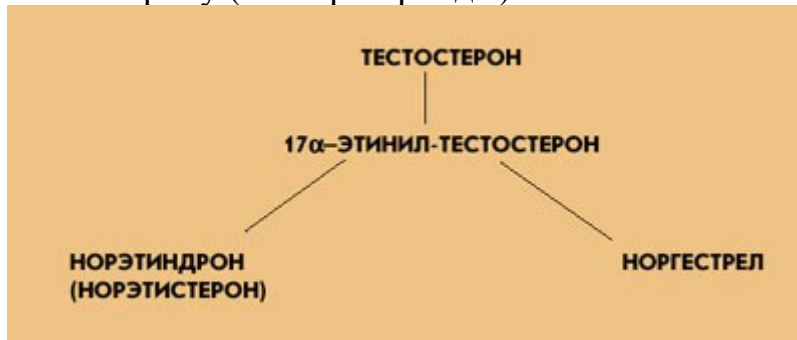 ТЕСТОСТЕРОН
17α–ЭТИНИЛ-ТЕСТОСТЕРОН
НОРЭТИНДРОН
(НОРЭТИСТЕРОН)
НОРГЕСТРЕЛ